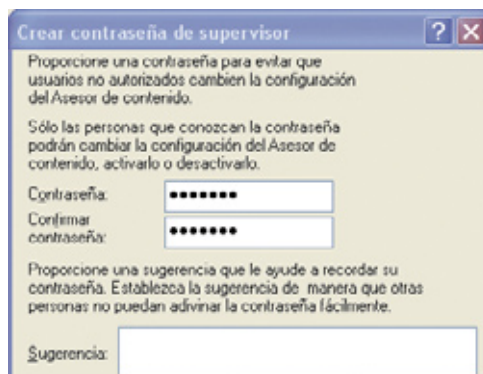 Crear contraseña de supervisor
Proporcione una contraseña para evitar que
usuarios no autorizados cambien la configuración
del Asesor de contenido.
Sólo las personas que conozcan la contraseña
podrán cambiar la configuración del Asesor de
contenido, activarlo o desactivarlo.
Contraseña:
Confirmar
contraseña:
Proporcione una sugerencia que le ayude a recordar su
contraseña. Establezca la sugerencia de manera que otras
personas no puedan adivinar la contraseña fácilmente.
Sugerencia: